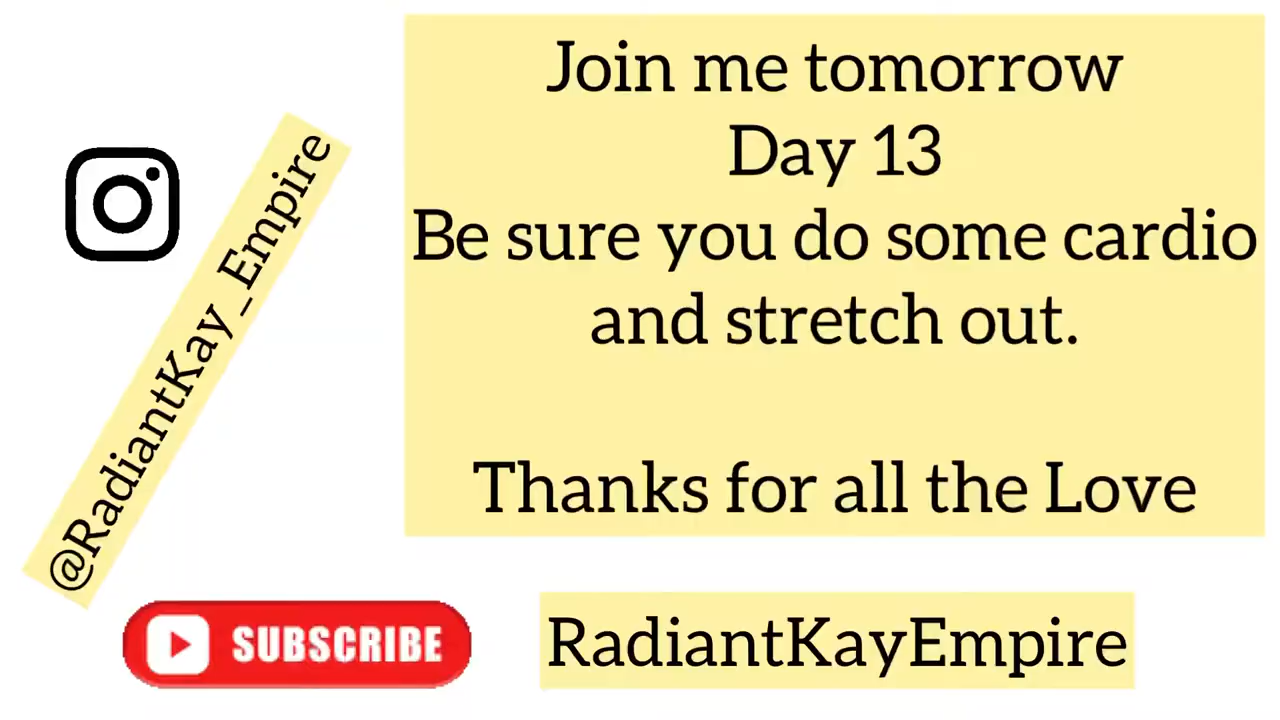 Join me tomorrow
Day 13
Be sure you do some cardio
and stretch out.
Thanks for all the Love
@RadiantKay_Empire
SUBSCRIBE
RadiantKayEmpire